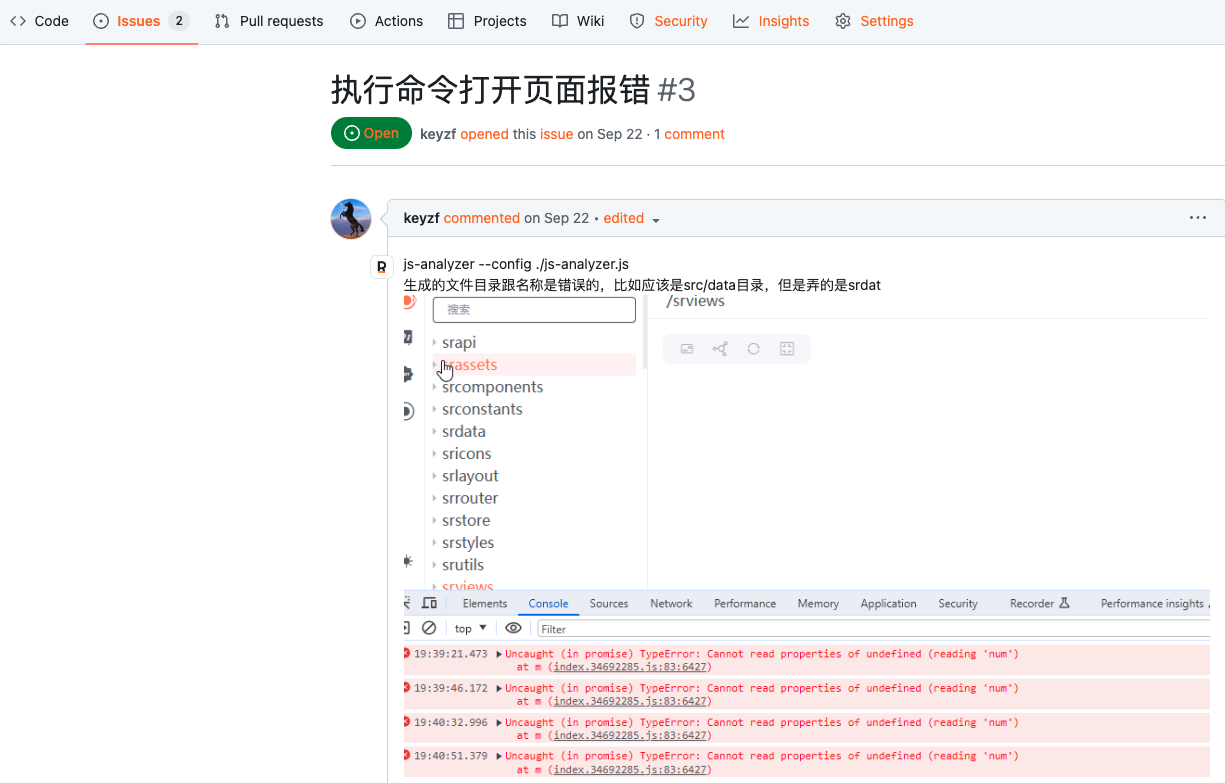 Code
Issues 2
Pull requests
Actions
Projects
Wiki
Security
Insights
Settings
执行命令打开页面报错 #3
Open
keyzf opened this issue on Sep 22 · 1 comment
keyzf commented on Sep 22 • edited
js-analyzer --config ./js-analyzer.js
生成的文件目录跟名称是错误的，比如应该是src/data目录，但是弄的是srdat
搜索
/srviews
srapi
srassets
srcomponents
srconstants
srdata
sricons
srlayout
srrouter
srstore
srstyles
srutils
srviews
Elements
Console
Sources
Network
Performance
Memory
Application
Security
Recorder
Performance insights
top
Filter
19:39:21.473 Uncaught (in promise) TypeError: Cannot read properties of undefined (reading 'num')
at m (index.34692285.js:83:6427)
19:39:46.172 Uncaught (in promise) TypeError: Cannot read properties of undefined (reading 'num')
at m (index.34692285.js:83:6427)
19:40:32.996 Uncaught (in promise) TypeError: Cannot read properties of undefined (reading 'num')
at m (index.34692285.js:83:6427)
19:40:51.379 Uncaught (in promise) TypeError: Cannot read properties of undefined (reading 'num')
at m (index.34692285.js:83:6427)